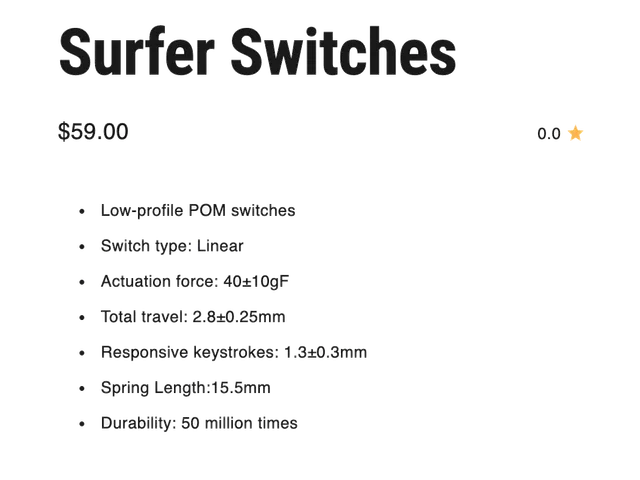 Surfer Switches
$59.00 0.0
Low-profile POM switches
Switch type: Linear
Actuation force: 40±10gF
Total travel: 2.8±0.25mm
Responsive keystrokes: 1.3±0.3mm
Spring Length:15.5mm
Durability: 50 million times